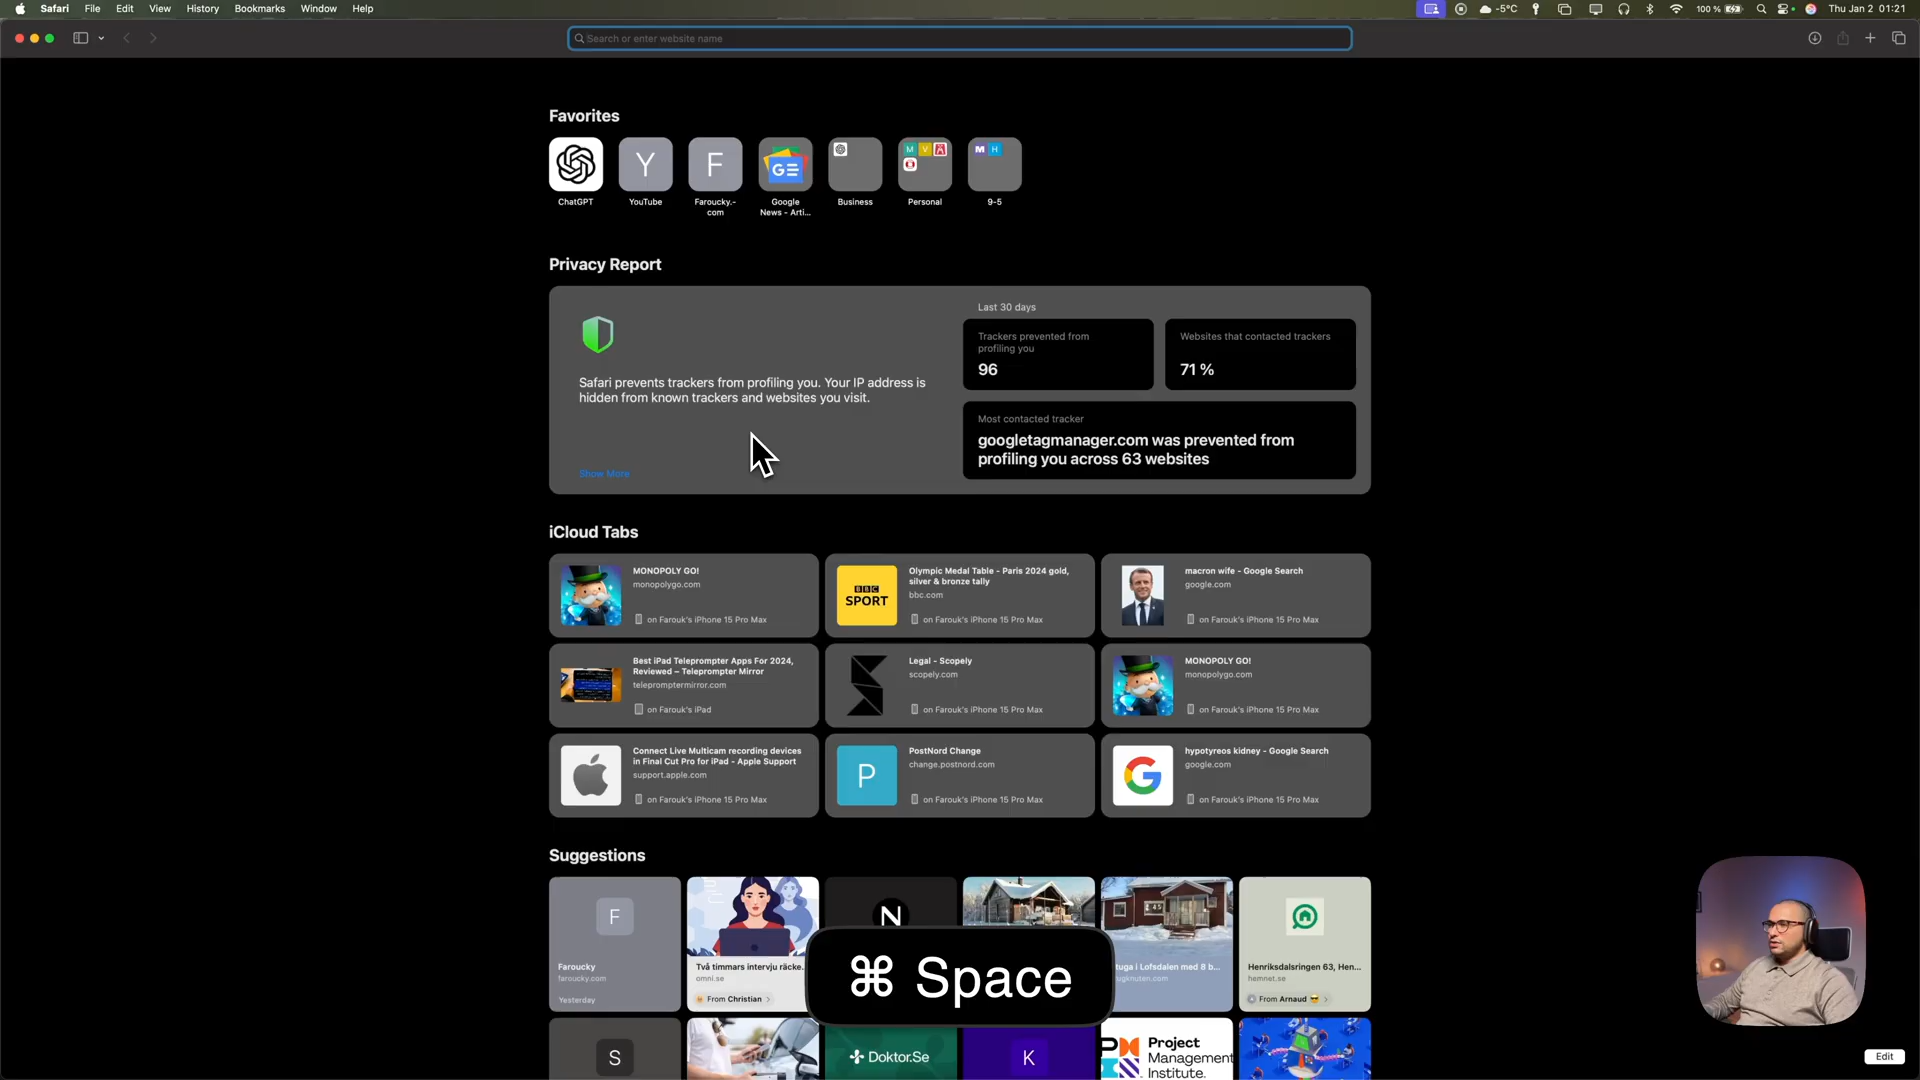 Safari File Edit View History Bookmarks Window Help
-5°C 100 % Thu Jan 2 01:21
Search or enter website name
Favorites
Y
F
GE
M V
M H
ChatGPT
YouTube
Faroucky.-
com
Google
News - Arti...
Business
Personal
9-5
Privacy Report
Safari prevents trackers from profiling you. Your IP address is
hidden from known trackers and websites you visit.
Show More
Last 30 days
Trackers prevented from
profiling you
96
Websites that contacted trackers
71 %
Most contacted tracker
googletagmanager.com was prevented from
profiling you across 63 websites
iCloud Tabs
MONOPOLY GO!
monopolygo.com
on Farouk's iPhone 15 Pro Max
BBC
SPORT
Olympic Medal Table - Paris 2024 gold,
silver & bronze tally
bbc.com
on Farouk's iPhone 15 Pro Max
macron wife - Google Search
google.com
on Farouk's iPhone 15 Pro Max
Best iPad Teleprompter Apps For 2024,
Reviewed – Teleprompter Mirror
telepromptermirror.com
on Farouk's iPad
Legal - Scopely
scopely.com
on Farouk's iPhone 15 Pro Max
MONOPOLY GO!
monopolygo.com
on Farouk's iPhone 15 Pro Max
Connect Live Multicam recording devices
in Final Cut Pro for iPad - Apple Support
support.apple.com
on Farouk's iPhone 15 Pro Max
P
PostNord Change
change.postnord.com
on Farouk's iPhone 15 Pro Max
G
hypotyreos kidney - Google Search
google.com
on Farouk's iPhone 15 Pro Max
Suggestions
F
Faroucky
faroucky.com
Yesterday
Två timmars intervju räcke...
omni.se
From Christian
N
tuga i Lofsdalen med 8 b...
ugknuten.com
Henriksdalsringen 63, Hen...
hemnet.se
From Arnaud 😎
⌘ Space
S
Doktor.Se
K
Project
Management
Institute.
Edit